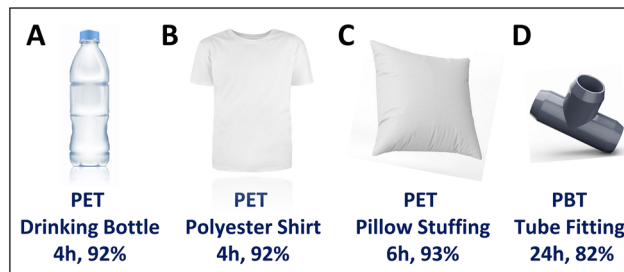 A
B
C
D
PET
Drinking Bottle
4h, 92%
PET
Polyester Shirt
4h, 92%
PET
Pillow Stuffing
6h, 93%
PBT
Tube Fitting
24h, 82%